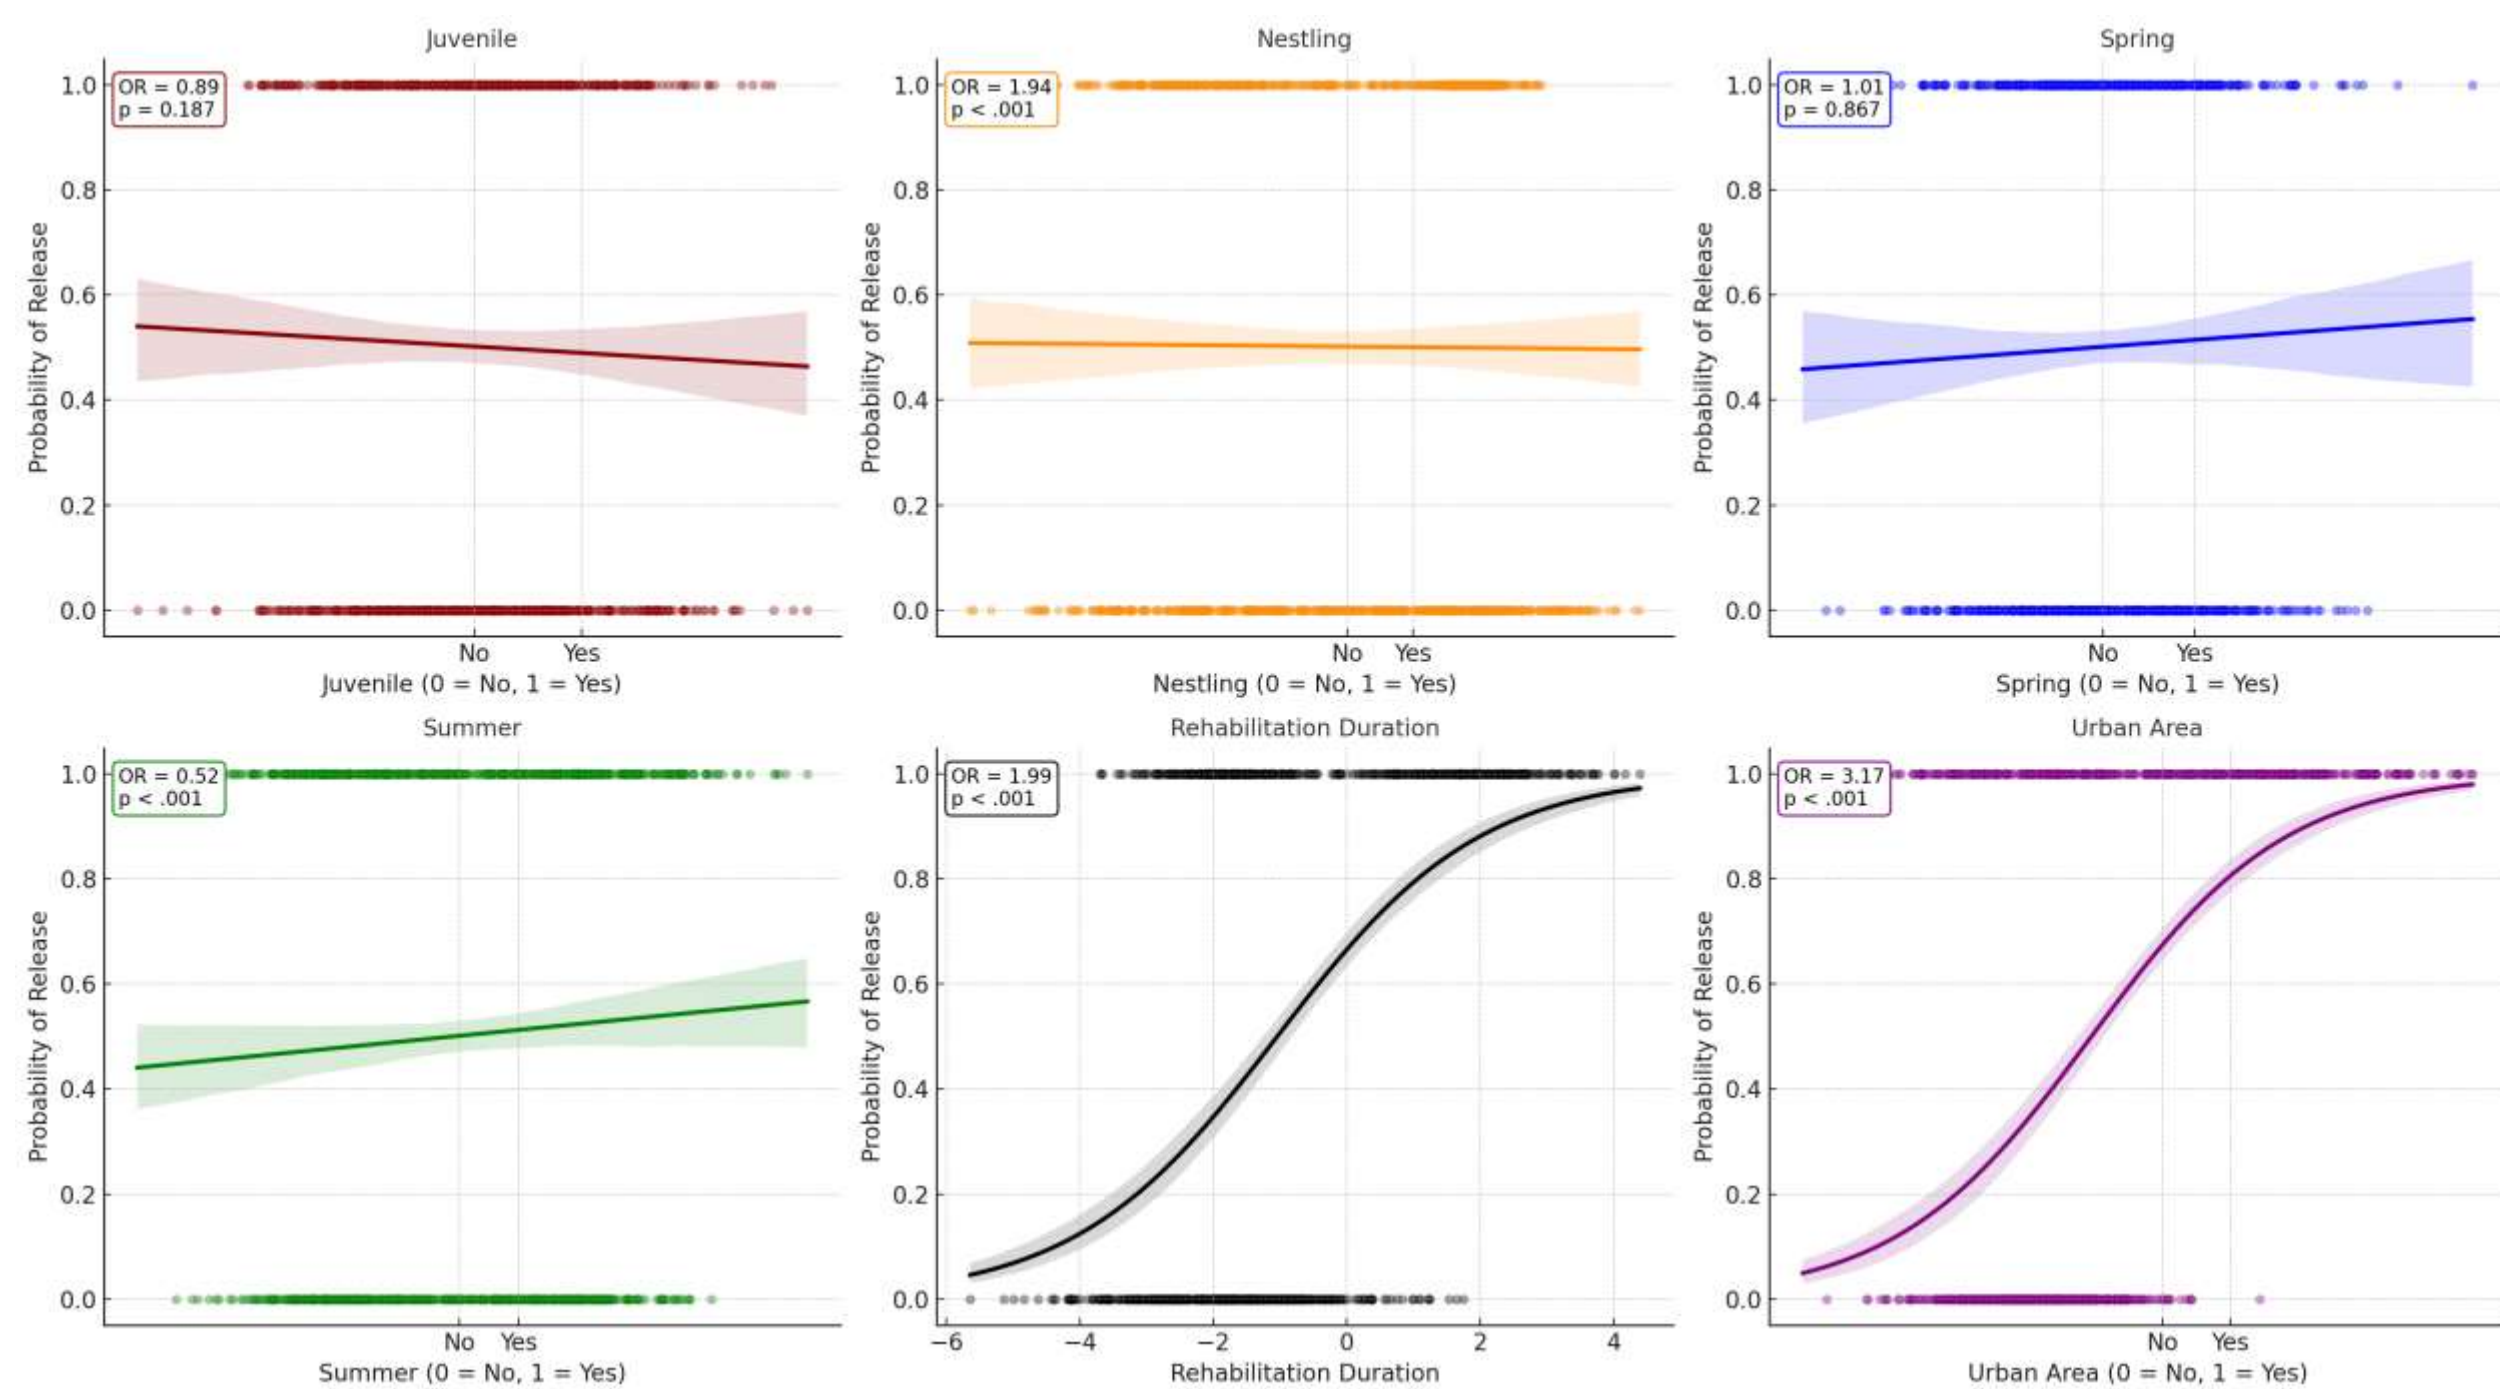 Juvenile
OR = 0.89
p = 0.187
1.0
0.8
0.6
0.4
0.2
0.0
Probability of Release
No Yes
Juvenile (0 = No, 1 = Yes)
Nestling
OR = 1.94
p < .001
1.0
0.8
0.6
0.4
0.2
0.0
Probability of Release
No Yes
Nestling (0 = No, 1 = Yes)
Spring
OR = 1.01
p = 0.867
1.0
0.8
0.6
0.4
0.2
0.0
Probability of Release
No Yes
Spring (0 = No, 1 = Yes)
Summer
OR = 0.52
p < .001
1.0
0.8
0.6
0.4
0.2
0.0
Probability of Release
No Yes
Summer (0 = No, 1 = Yes)
Rehabilitation Duration
OR = 1.99
p < .001
1.0
0.8
0.6
0.4
0.2
0.0
Probability of Release
−6 −4 −2 0 2 4
Rehabilitation Duration
Urban Area
OR = 3.17
p < .001
1.0
0.8
0.6
0.4
0.2
0.0
Probability of Release
No Yes
Urban Area (0 = No, 1 = Yes)